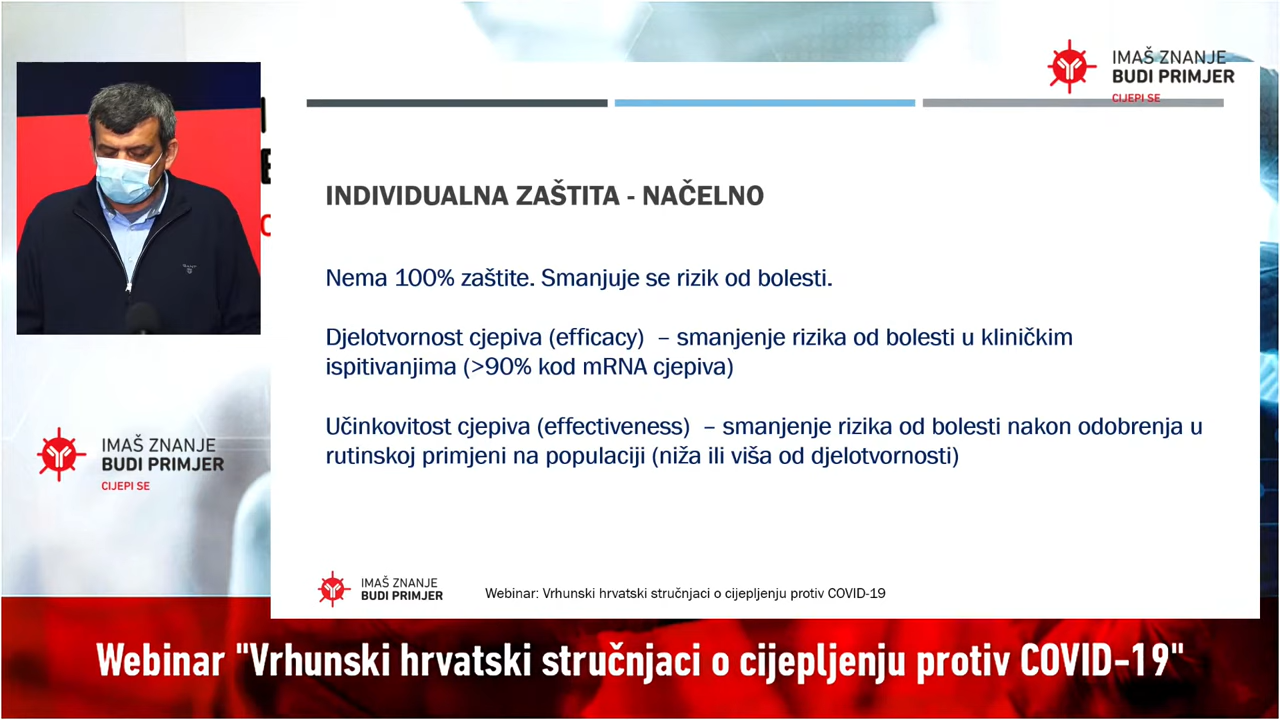 IMAŠ ZNANJE
BUDI PRIMJER
CIJEPI SE
INDIVIDUALNA ZAŠTITA - NAČELNO
Nema 100% zaštite. Smanjuje se rizik od bolesti.
Djelotvornost cjepiva (efficacy) – smanjenje rizika od bolesti u kliničkim
ispitivanjima (>90% kod mRNA cjepiva)
Učinkovitost cjepiva (effectiveness) – smanjenje rizika od bolesti nakon odobrenja u
rutinskoj primjeni na populaciji (niža ili viša od djelotvornosti)
IMAŠ ZNANJE
BUDI PRIMJER
CIJEPI SE
IMAŠ ZNANJE
BUDI PRIMJER
Webinar: Vrhunski hrvatski stručnjaci o cijepljenju protiv COVID-19
Webinar "Vrhunski hrvatski stručnjaci o cijepljenju protiv COVID-19"